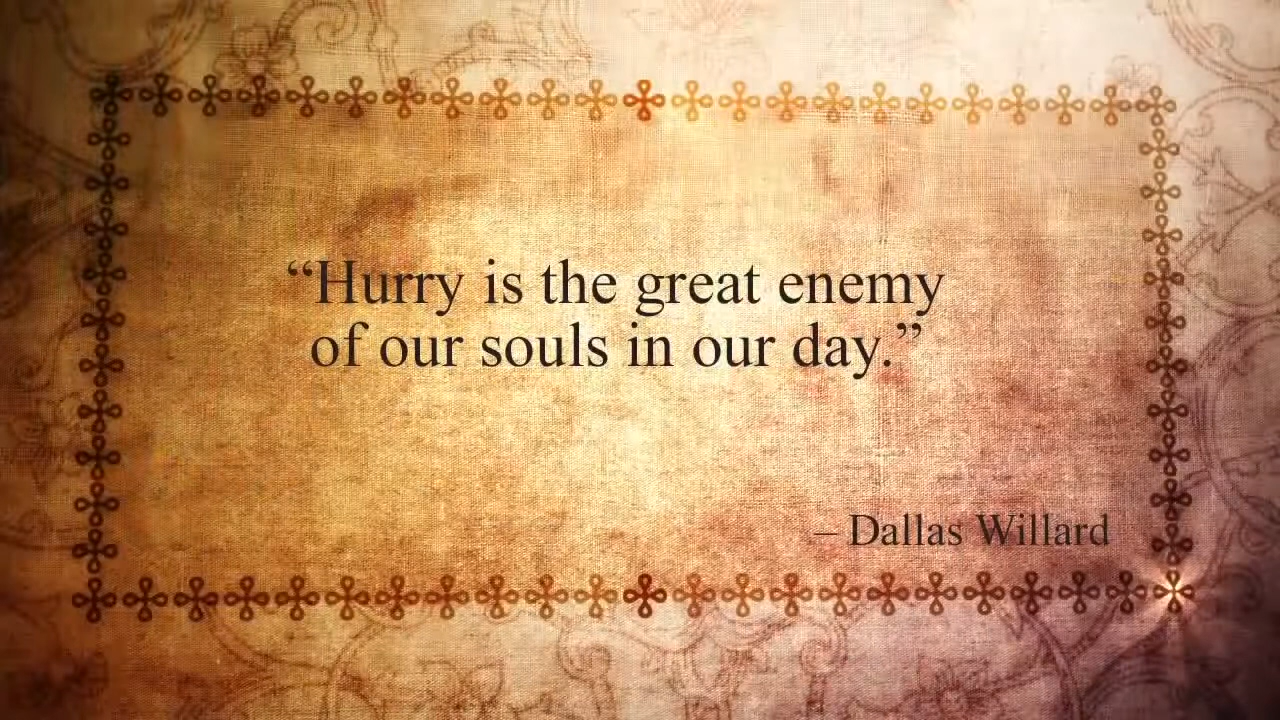 “Hurry is the great enemy
of our souls in our day.”
– Dallas Willard